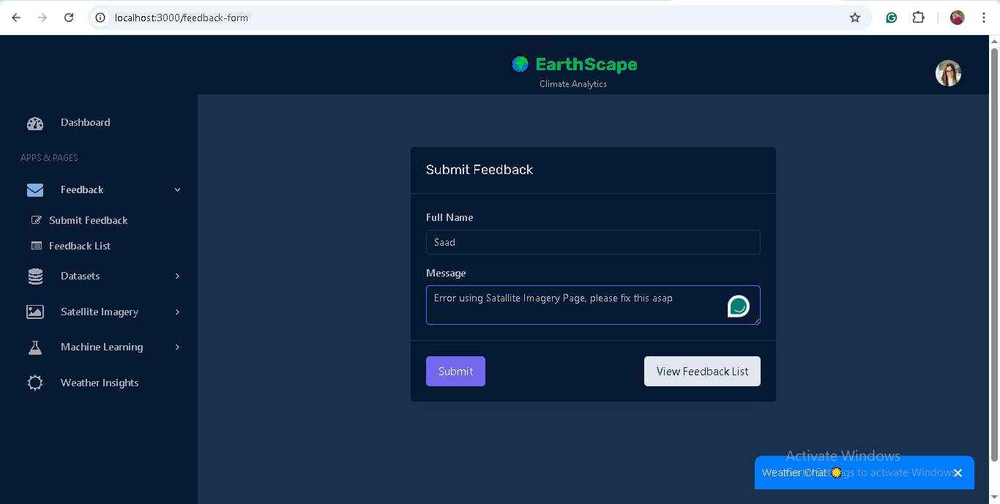 localhost:3000/feedback-form
EarthScape
Climate Analytics
Dashboard
APPS & PAGES
Feedback
Submit Feedback
Feedback List
Datasets
Satellite Imagery
Machine Learning
Weather Insights
Submit Feedback
Full Name
Saad
Message
Error using Satallite Imagery Page, please fix this asap
Submit
View Feedback List
Activate Windows
Weather Chat
Go to Settings to activate Windows.